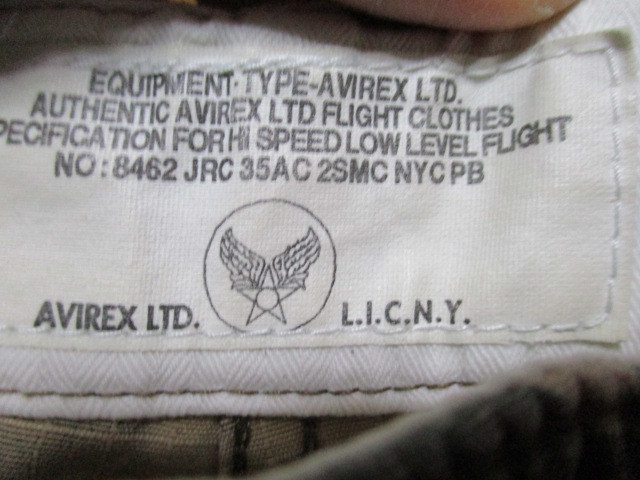 EQUIPMENT-TYPE-AVIREX LTD.
AUTHENTIC AVIREX LTD FLIGHT CLOTHES
PECIFICATION FOR HI SPEED LOW LEVEL FLIGHT
NO:8462 JRC 35AC 2SMC NYC PB
AVIREX LTD. L.I.C.N.Y.